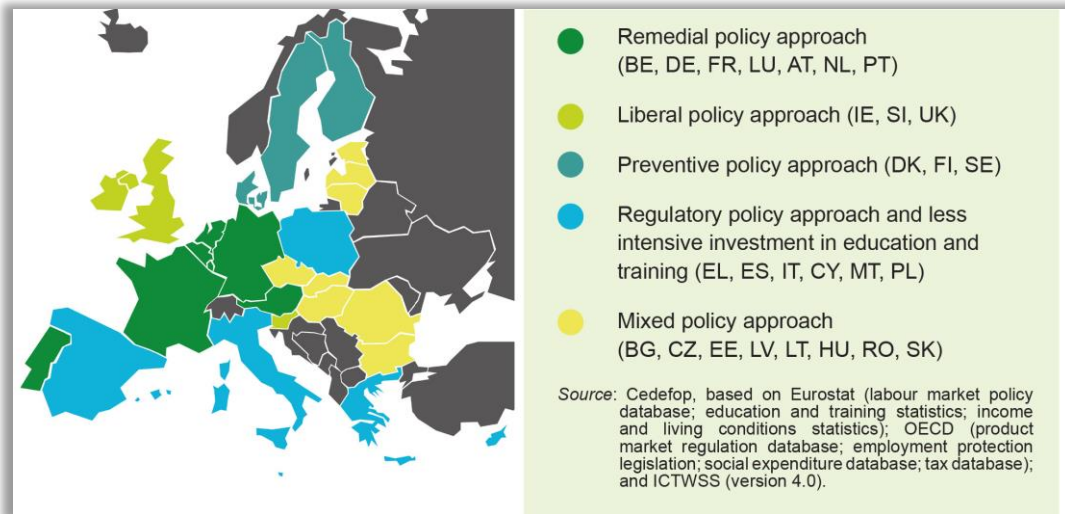 Remedial policy approach
(BE, DE, FR, LU, AT, NL, PT)
Liberal policy approach (IE, SI, UK)
Preventive policy approach (DK, FI, SE)
Regulatory policy approach and less
intensive investment in education and
training (EL, ES, IT, CY, MT, PL)
Mixed policy approach
(BG, CZ, EE, LV, LT, HU, RO, SK)
Source: Cedefop, based on Eurostat (labour market policy
database; education and training statistics; income
and living conditions statistics); OECD (product
market regulation database; employment protection
legislation; social expenditure database; tax database);
and ICTWSS (version 4.0).